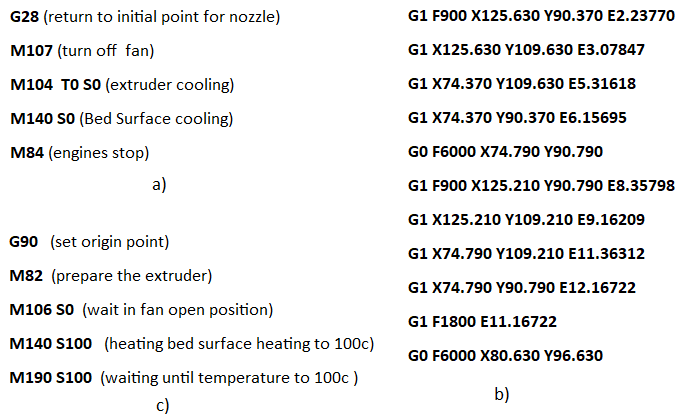 G28 (return to initial point for nozzle)
M107 (turn off fan)
M104 T0 S0 (extruder cooling)
M140 S0 (Bed Surface cooling)
M84 (engines stop)
a)
G90 (set origin point)
M82 (prepare the extruder)
M106 S0 (wait in fan open position)
M140 S100 (heating bed surface heating to 100c)
M190 S100 (waiting until temperature to 100c )
c)
G1 F900 X125.630 Y90.370 E2.23770
G1 X125.630 Y109.630 E3.07847
G1 X74.370 Y109.630 E5.31618
G1 X74.370 Y90.370 E6.15695
G0 F6000 X74.790 Y90.790
G1 F900 X125.210 Y90.790 E8.35798
G1 X125.210 Y109.210 E9.16209
G1 X74.790 Y109.210 E11.36312
G1 X74.790 Y90.790 E12.16722
G1 F1800 E11.16722
G0 F6000 X80.630 Y96.630
b)